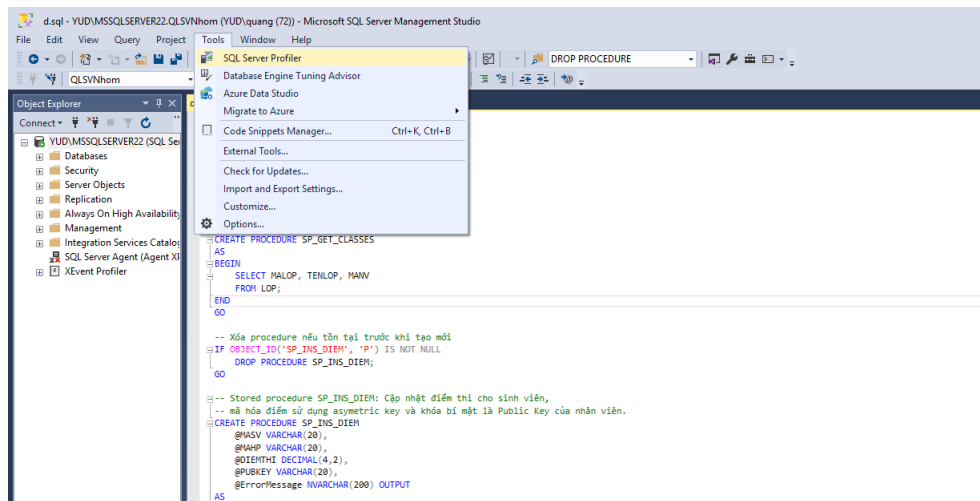 d.sql - YUD\MSSQLSERVER22.QLSVNhom (YUD\quang (72)) - Microsoft SQL Server Management Studio
File Edit View Query Project Tools Window Help
DROP PROCEDURE
QLSVNhom
SQL Server Profiler
Database Engine Tuning Advisor
Azure Data Studio
Migrate to Azure
Code Snippets Manager... Ctrl+K, Ctrl+B
External Tools...
Check for Updates...
Import and Export Settings...
Customize...
Options...
Object Explorer
Connect
YUD\MSSQLSERVER22 (SQL Ser
Databases
Security
Server Objects
Replication
Always On High Availability
Management
Integration Services Catalog
SQL Server Agent (Agent XP
XEvent Profiler
CREATE PROCEDURE SP_GET_CLASSES
AS
BEGIN
SELECT MALOP, TENLOP, MANV
FROM LOP;
END
GO
-- Xóa procedure nếu tồn tại trước khi tạo mới
IF OBJECT_ID('SP_INS_DIEM', 'P') IS NOT NULL
DROP PROCEDURE SP_INS_DIEM;
GO
-- Stored procedure SP_INS_DIEM: Cập nhật điểm thi cho sinh viên,
-- mã hóa điểm sử dụng asymetric key và khóa bí mật là Public Key của nhân viên.
CREATE PROCEDURE SP_INS_DIEM
@MASV VARCHAR(20),
@MAHP VARCHAR(20),
@DIEMTHI DECIMAL(4,2),
@PUBKEY VARCHAR(20),
@ErrorMessage NVARCHAR(200) OUTPUT
AS